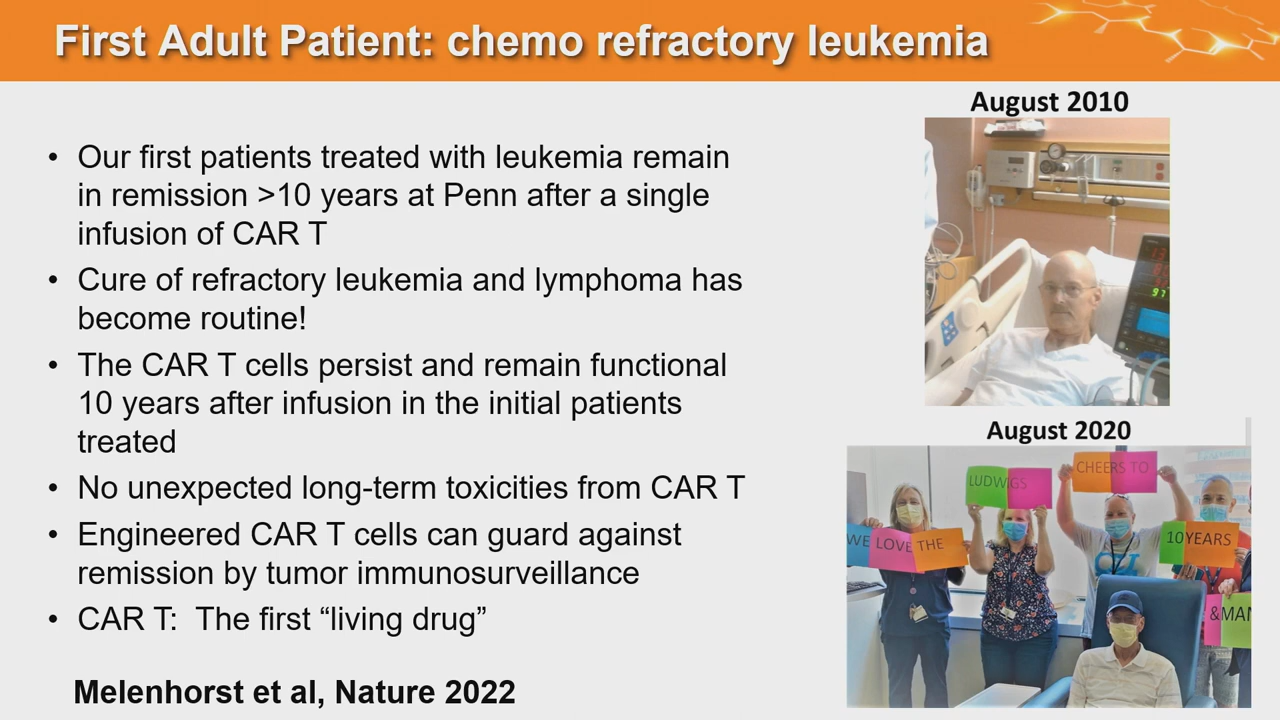 First Adult Patient: chemo refractory leukemia
August 2010
• Our first patients treated with leukemia remain
in remission >10 years at Penn after a single
infusion of CAR T
• Cure of refractory leukemia and lymphoma has
become routine!
• The CAR T cells persist and remain functional
10 years after infusion in the initial patients
treated
• No unexpected long-term toxicities from CAR T
• Engineered CAR T cells can guard against
remission by tumor immunosurveillance
• CAR T:  The first “living drug”
Melenhorst et al, Nature 2022
97
August 2020
WE LOVE THE
LUDWIGS
CHEERS TO
10 YEARS
&MAN